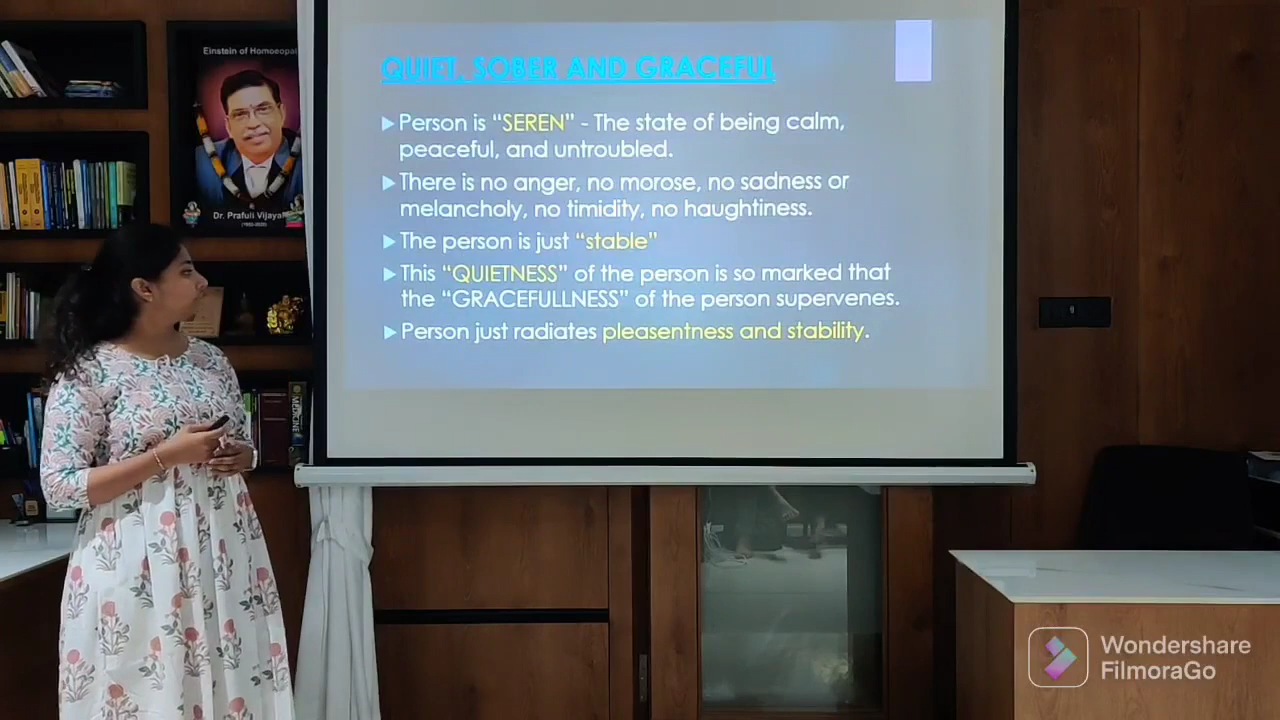 Einstein of Homoeopat
Dr. Prafull Vijayak
QUIET, SOBER AND GRACEFUL
Person is “SEREN” - The state of being calm,
peaceful, and untroubled.
There is no anger, no morose, no sadness or
melancholy, no timidity, no haughtiness.
The person is just “stable”
This “QUIETNESS” of the person is so marked that
the “GRACEFULLNESS” of the person supervenes.
Person just radiates pleasentness and stability.
MEDICINE
Wondershare
FilmoraGo